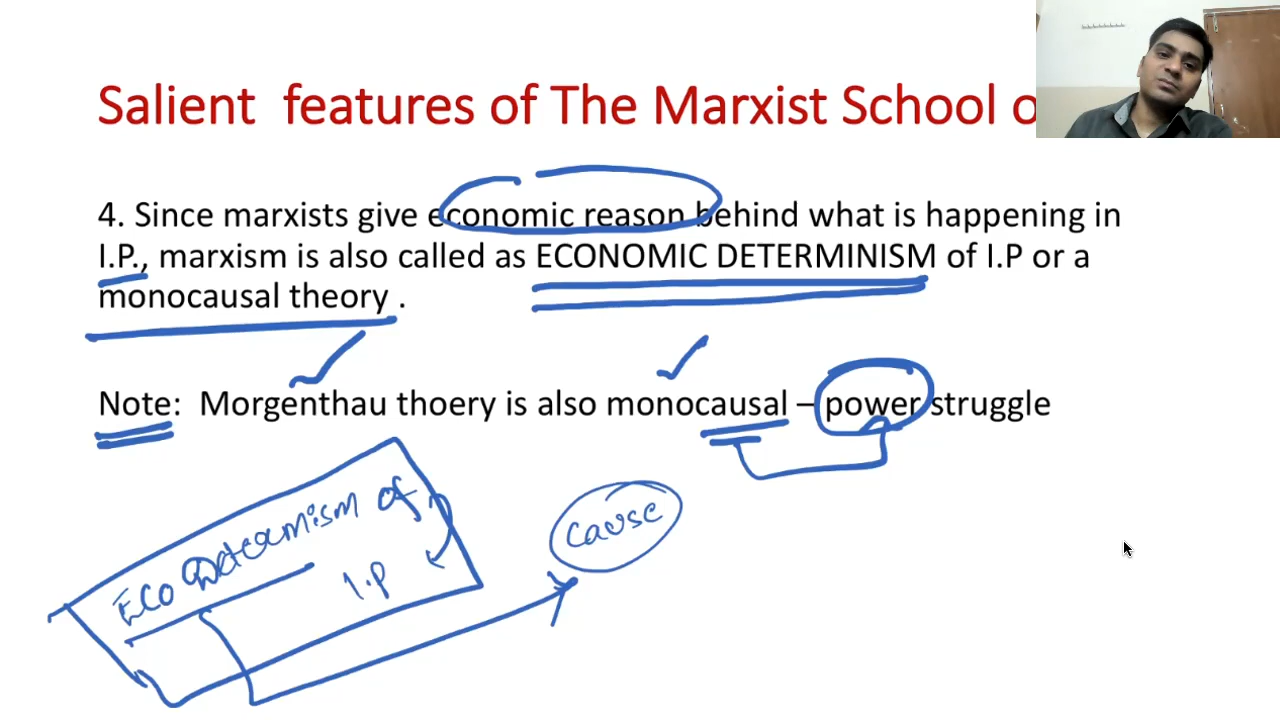 Salient features of The Marxist School o
4. Since marxists give economic reason behind what is happening in
I.P., marxism is also called as ECONOMIC DETERMINISM of I.P or a
monocausal theory .
Note: Morgenthau thoery is also monocausal – power struggle
ECO Determism of
I.P
Cause